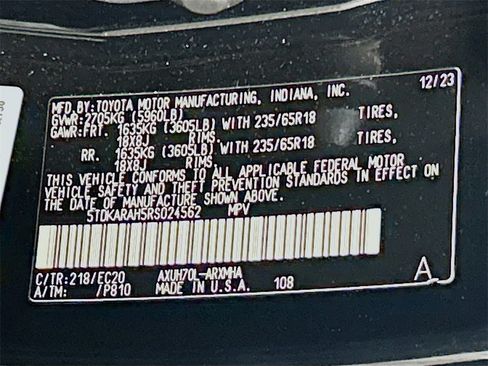 12/23
MFD.BY:TOYOTA MOTOR MANUFACTURING, INDIANA, INC.
GVWR:2705KG (5960LB)
GAWR:FRT. 1635KG (3605LB) WITH 235/65R18 TIRES,
18X8J RIMS,
RR. 1635KG (3605LB) WITH 235/65R18 TIRES,
18X8J RIMS,
THIS VEHICLE CONFORMS TO ALL APPLICABLE FEDERAL MOTOR
VEHICLE SAFETY AND THEFT PREVENTION STANDARDS IN EFFECT ON
THE DATE OF MANUFACTURE SHOWN ABOVE.
5TDKARAH5RS024562 MPV
C/TR:218/EC20 AXUH70L-ARXMHA
A/TM: /P810 MADE IN U.S.A. 108 A